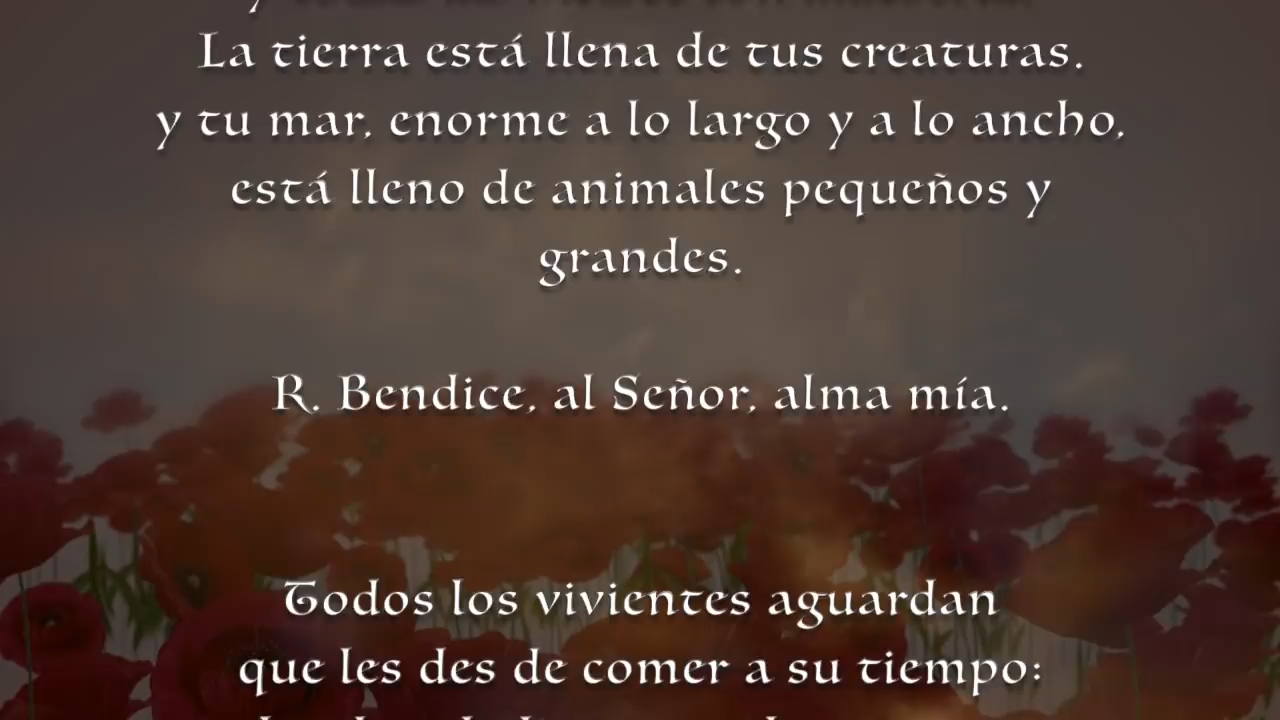 La tierra está llena de tus creaturas.
y tu mar, enorme a lo largo y a lo ancho,
está lleno de animales pequeños y
grandes.
R. Bendice, al Señor, alma mía.
Todos los vivientes aguardan
que les des de comer a su tiempo: